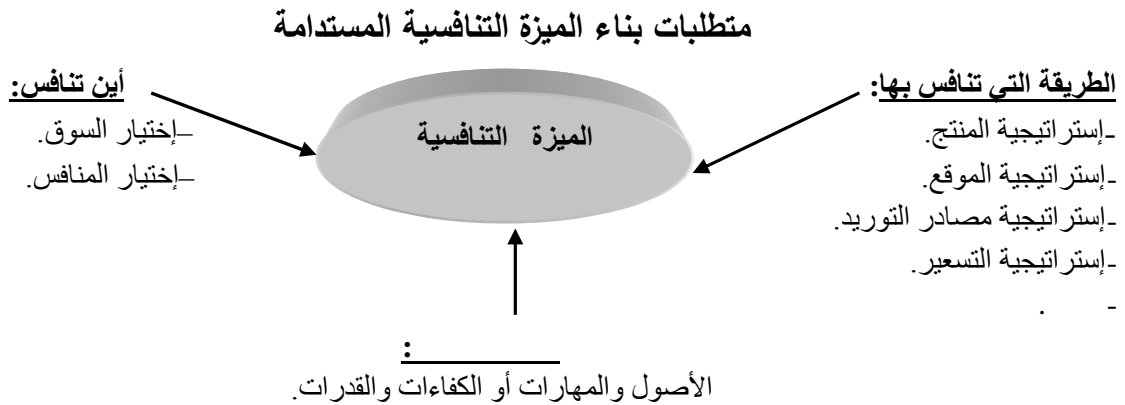 متطلبات بناء الميزة التنافسية المستدامة
الطريقة التي تنافس بها:
-إستراتيجية المنتج.
-إستراتيجية الموقع.
-إستراتيجية مصادر التوريد.
-إستراتيجية التسعير.
- .
الميزة التنافسية
أين تنافس:
–إختيار السوق.
–إختيار المنافس.
:
الأصول والمهارات أو الكفاءات والقدرات.